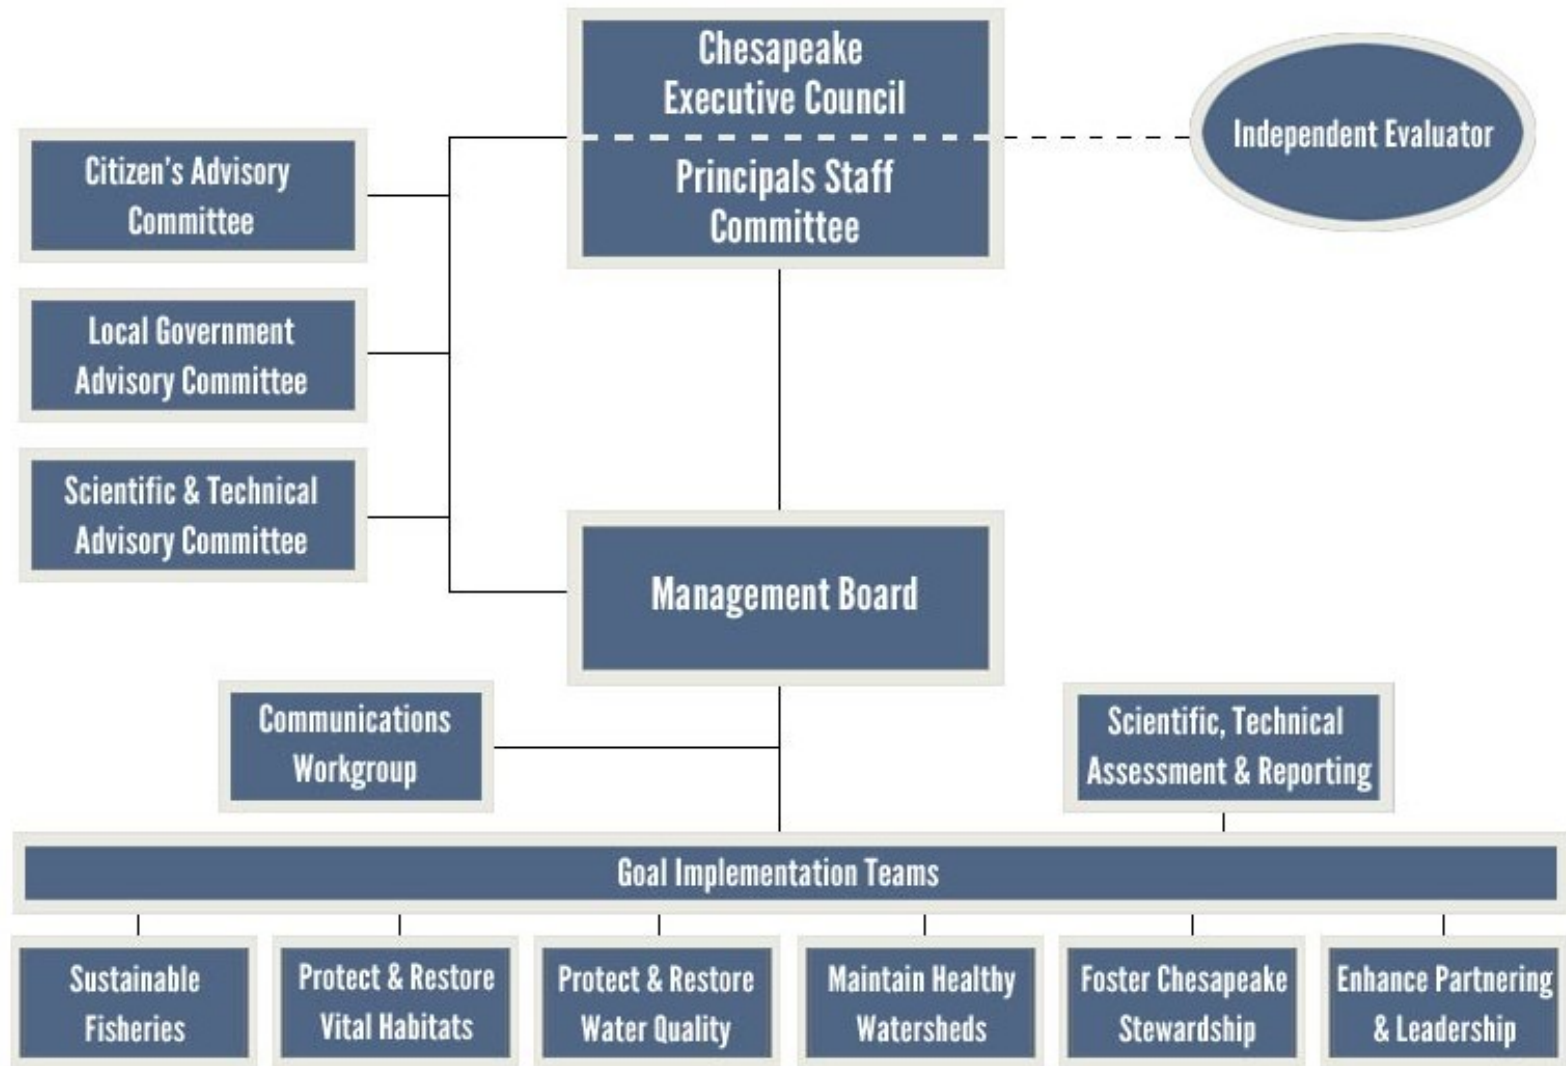 Chesapeake
Executive Council
Principals Staff
Committee
Independent Evaluator
Citizen's Advisory
Committee
Local Government
Advisory Committee
Scientific & Technical
Advisory Committee
Management Board
Communications
Workgroup
Scientific, Technical
Assessment & Reporting
Goal Implementation Teams
Sustainable
Fisheries
Protect & Restore
Vital Habitats
Protect & Restore
Water Quality
Maintain Healthy
Watersheds
Foster Chesapeake
Stewardship
Enhance Partnering
& Leadership